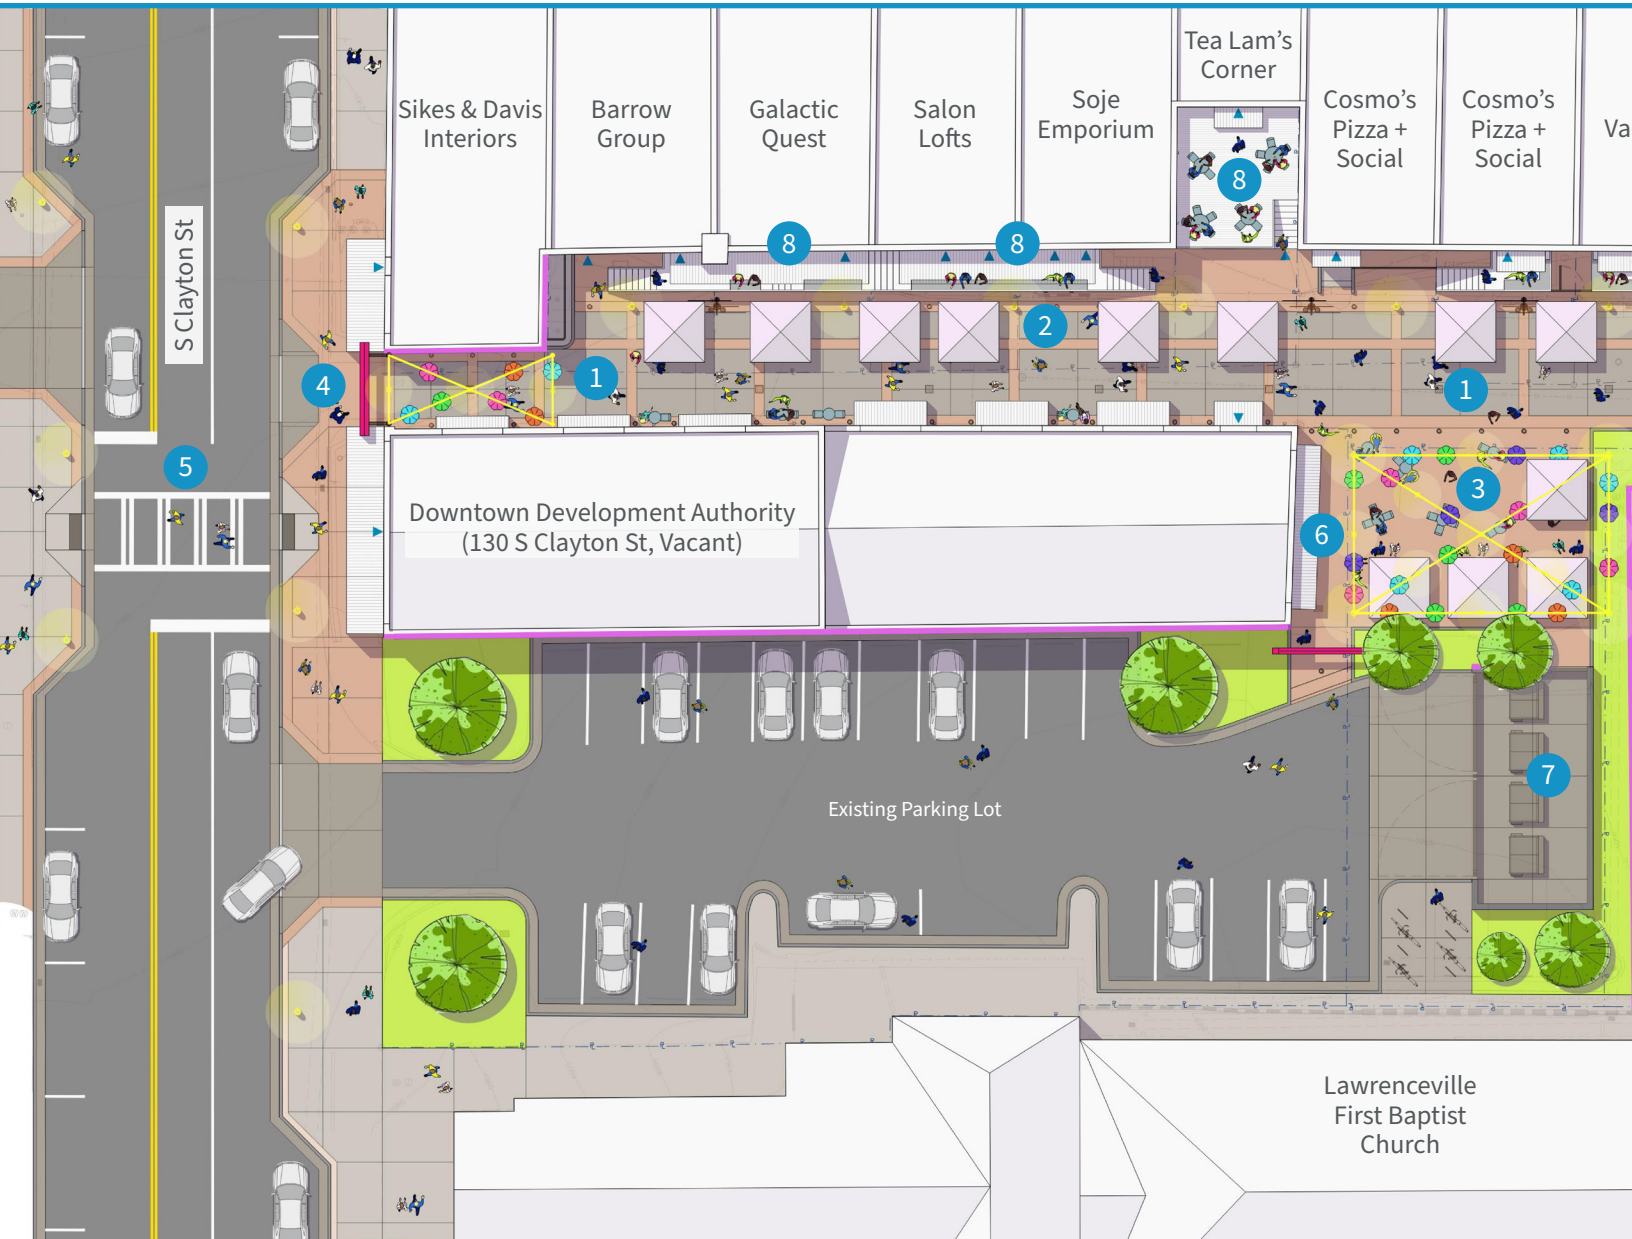 Tea Lam's
Corner
Sikes & Davis
Interiors
Barrow
Group
Galactic
Quest
Salon
Lofts
Soje
Emporium
Cosmo's
Pizza +
Social
Cosmo's
Pizza +
Social
Va
8
8
8
S Clayton St
2
4
1
1
5
3
6
Downtown Development Authority
(130 S Clayton St, Vacant)
7
Existing Parking Lot
Lawrenceville
First Baptist
Church